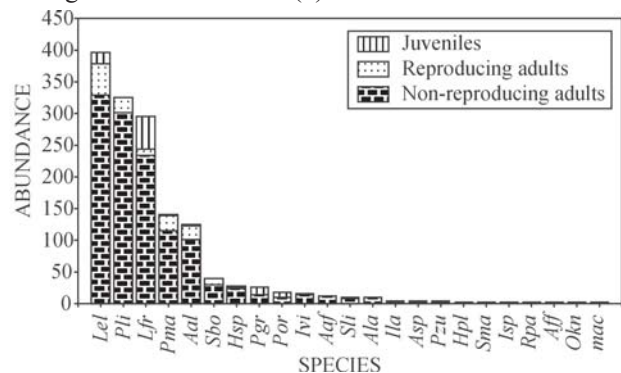 450
400
350
300
250
200
150
100
50
0
ABUNDANCE
Juveniles
Reproducing adults
Non-reproducing adults
Lel
Pli
Lfr
Pma
Aal
Sbo
Hsp
Pgr
Por
Ivi
Aaf
Sli
Ala
Ila
Asp
Pzu
Hpl
Sma
Isp
Rpa
Aff
Okn
mac
SPECIES